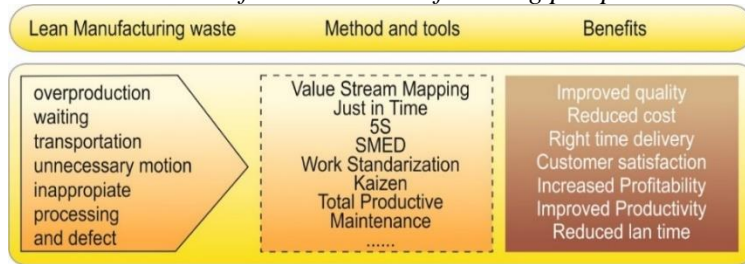 Lean Manufacturing waste
Method and tools
Benefits
overproduction
waiting
transportation
unnecessary motion
inappropiate
processing
and defect
Value Stream Mapping
Just in Time
5S
SMED
Work Standarization
Kaizen
Total Productive
Maintenance
......
Improved quality
Reduced cost
Right time delivery
Customer satisfaction
Increased Profitability
Improved Productivity
Reduced lan time